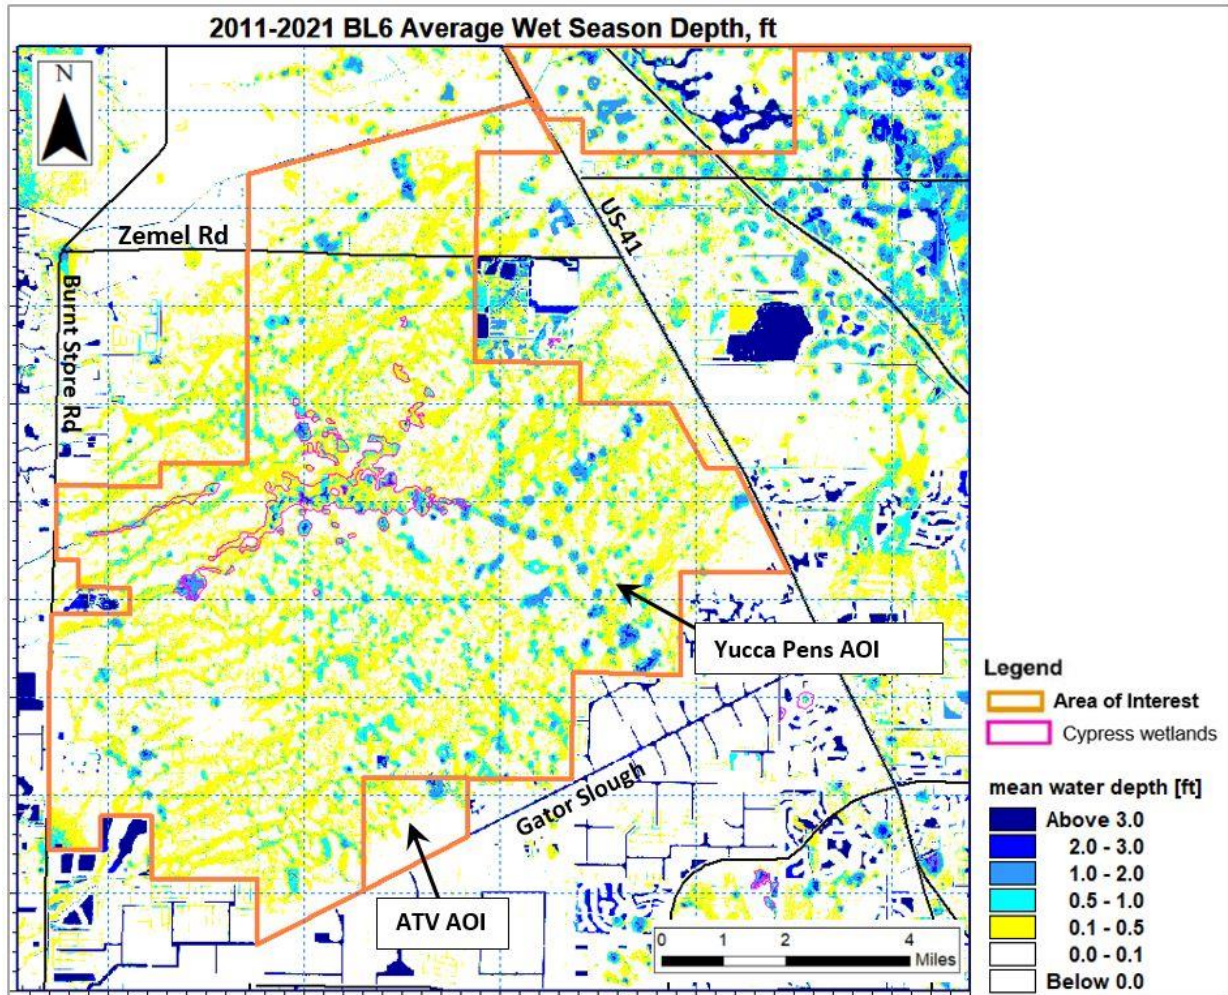 2011-2021 BL6 Average Wet Season Depth, ft
N
Zemel Rd
US-41
Burnt Stpre Rd
Yucca Pens AOI
Gator Slough
ATV AOI
0 1 2 4
Miles
Legend
Area of Interest
Cypress wetlands
mean water depth [ft]
Above 3.0
2.0 - 3.0
1.0 - 2.0
0.5 - 1.0
0.1 - 0.5
0.0 - 0.1
Below 0.0